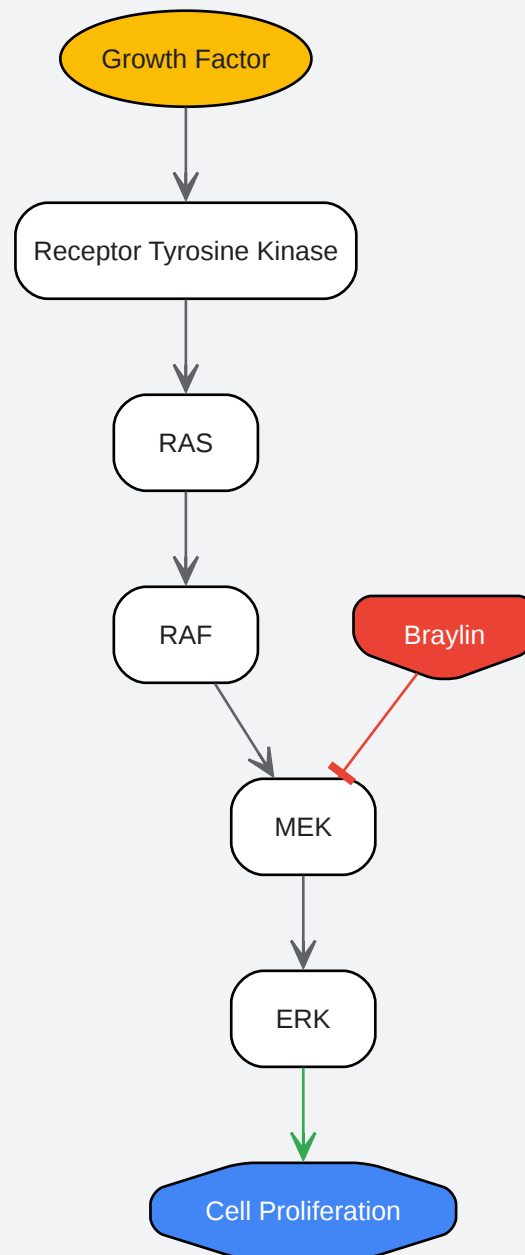 Growth Factor
Receptor Tyrosine Kinase
RAS
RAF
Braylin
MEK
ERK
Cell Proliferation